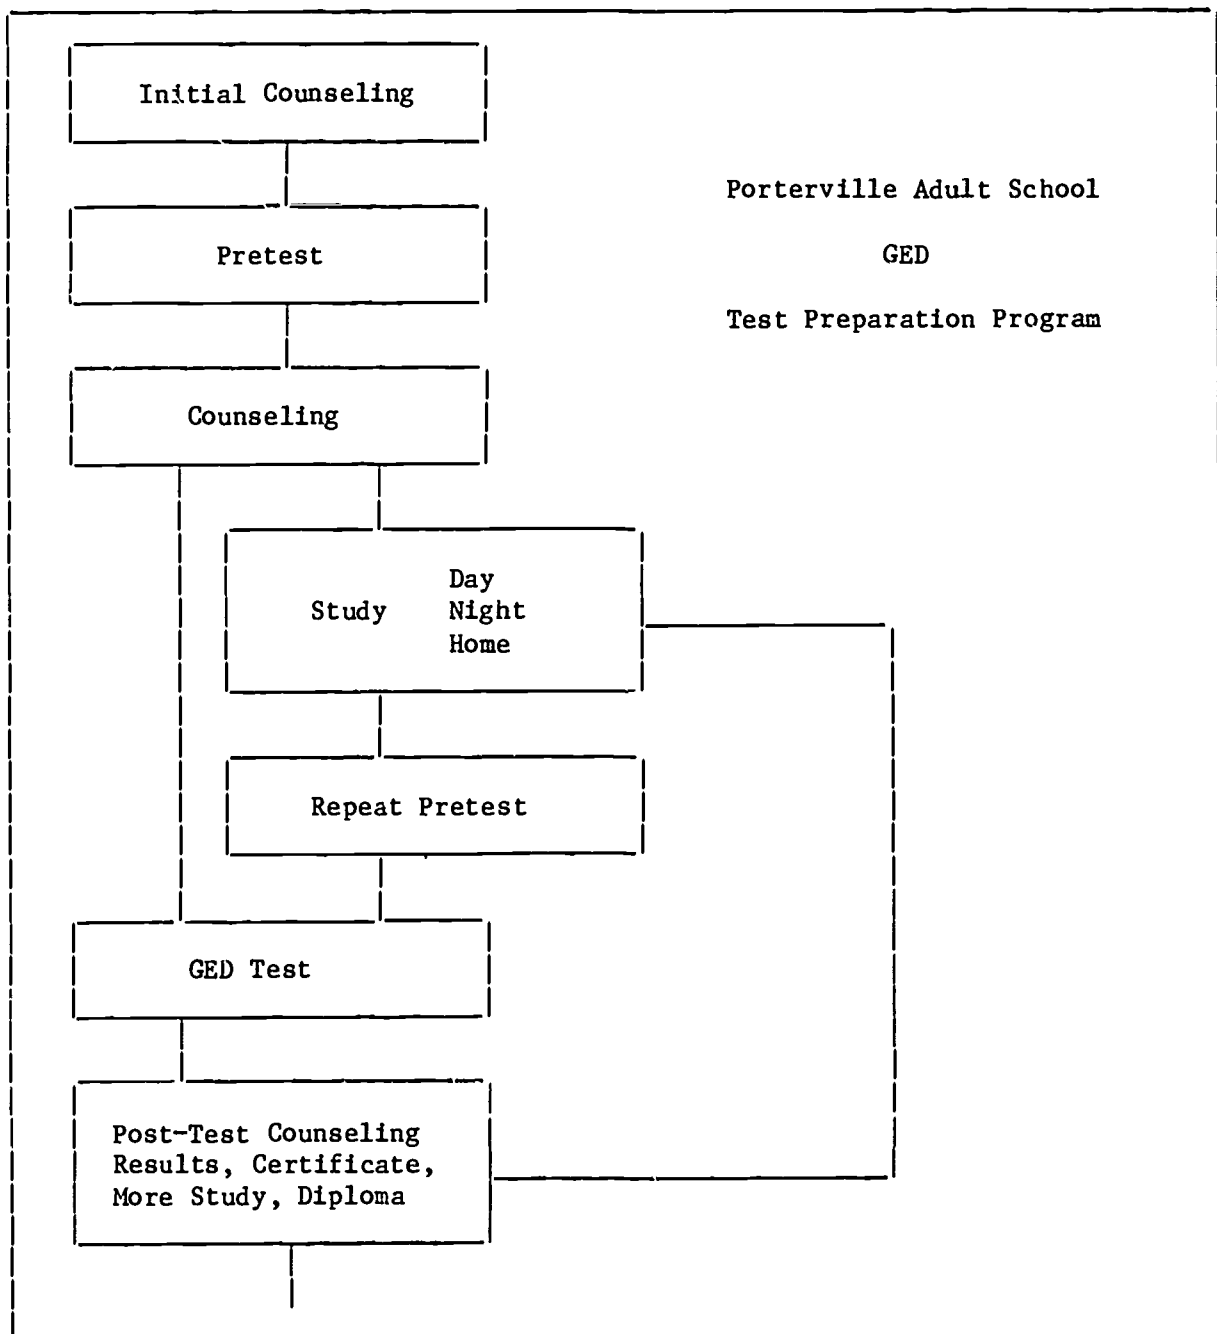 Initial Counseling
Porterville Adult School
Pretest
GED
Test Preparation Program
Counseling
Day
Study Night
Home
Repeat Pretest
GED Test
Post-Test Counseling
Results, Certificate,
More Study, Diploma